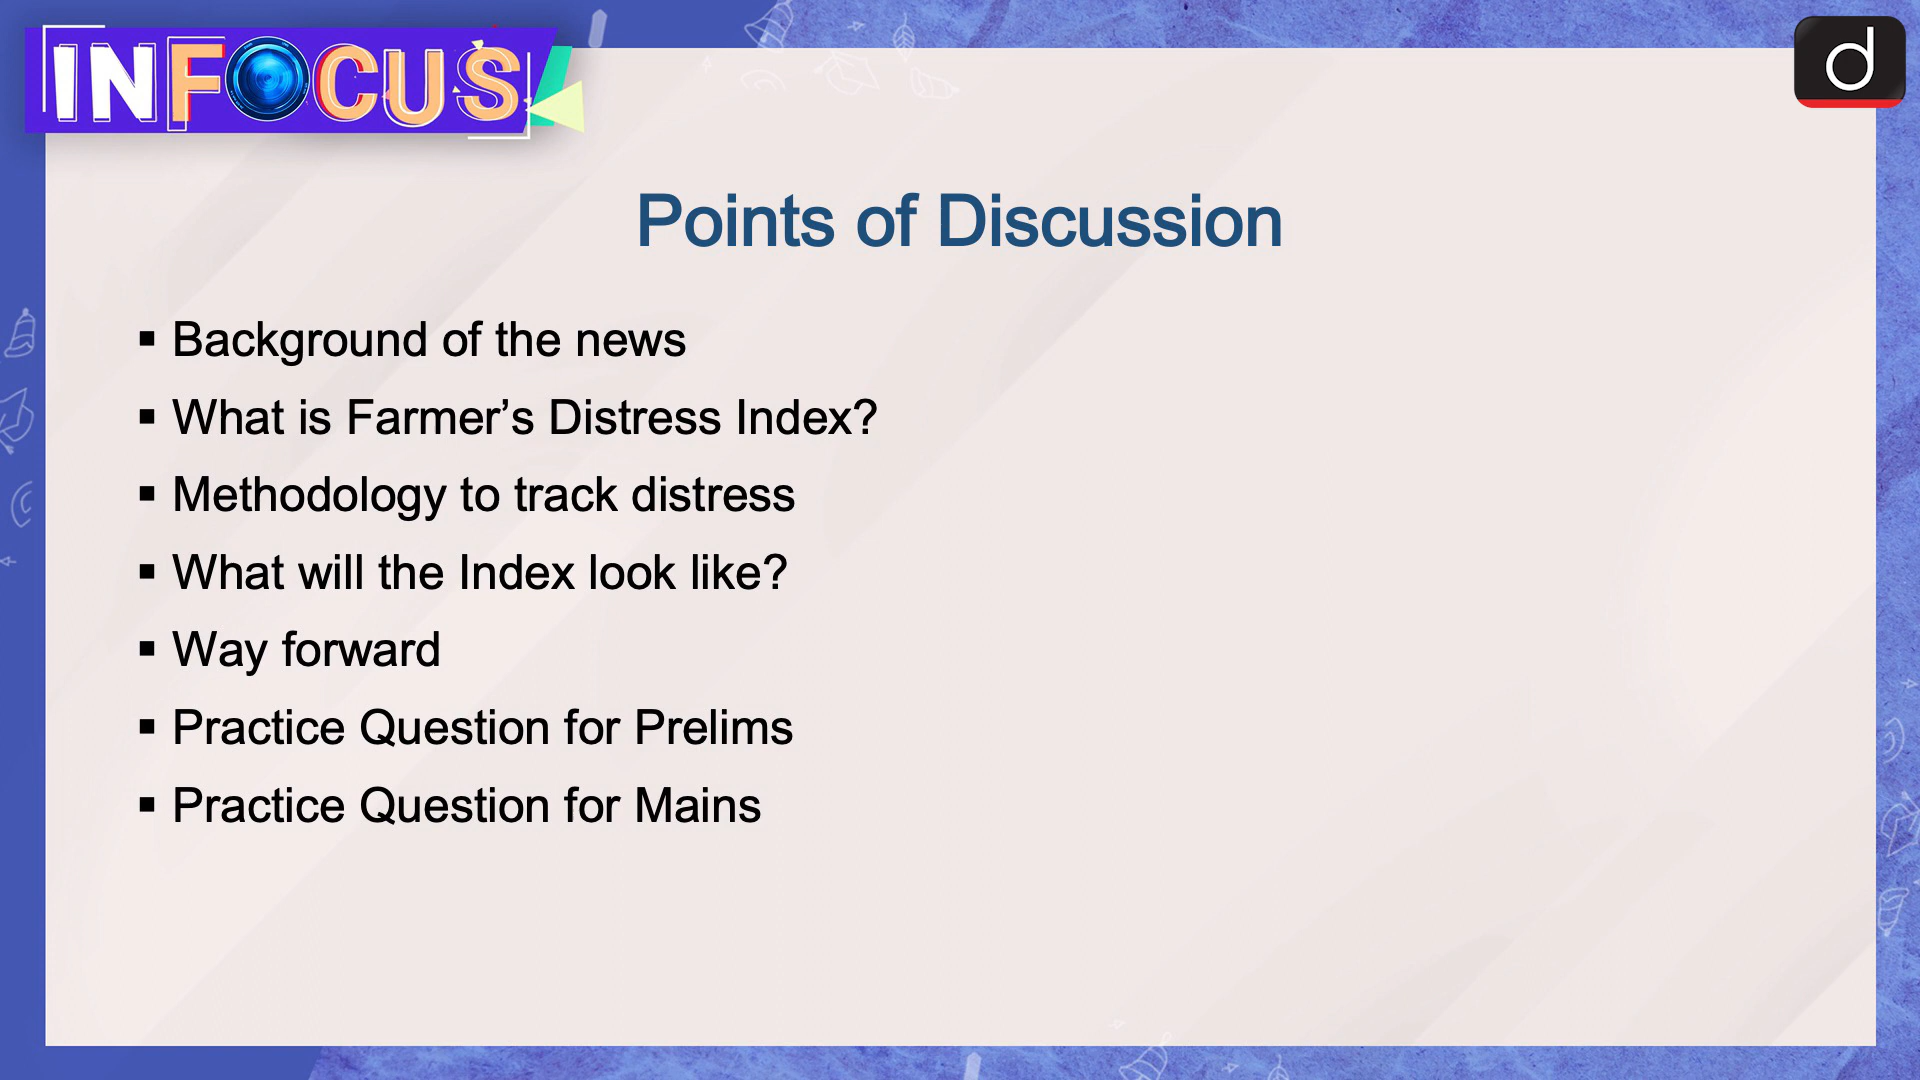 INFOCUS
d
Points of Discussion
▪ Background of the news
▪ What is Farmer’s Distress Index?
▪ Methodology to track distress
▪ What will the Index look like?
▪ Way forward
▪ Practice Question for Prelims
▪ Practice Question for Mains